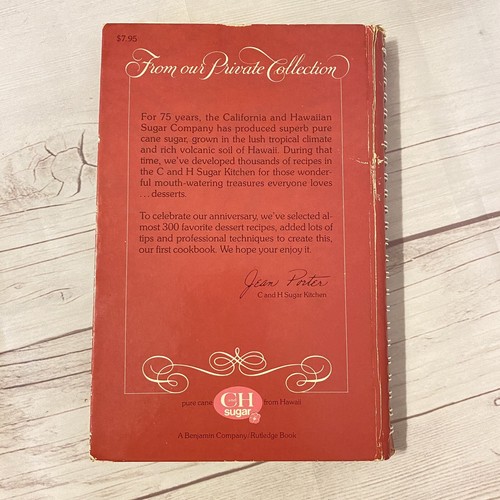 $7.95
From our Private Collection
For 75 years, the California and Hawaiian
Sugar Company has produced superb pure
cane sugar, grown in the lush tropical climate
and rich volcanic soil of Hawaii. During that
time, we've developed thousands of recipes in
the C and H Sugar Kitchen for those wonder-
ful mouth-watering treasures everyone loves
...desserts.
To celebrate our anniversary, we've selected al-
most 300 favorite dessert recipes, added lots of
tips and professional techniques to create this,
our first cookbook. We hope your enjoy it.
Jean Porter
C and H Sugar Kitchen
pure cane C and H from Hawaii
sugar
A Benjamin Company/Rutledge Book